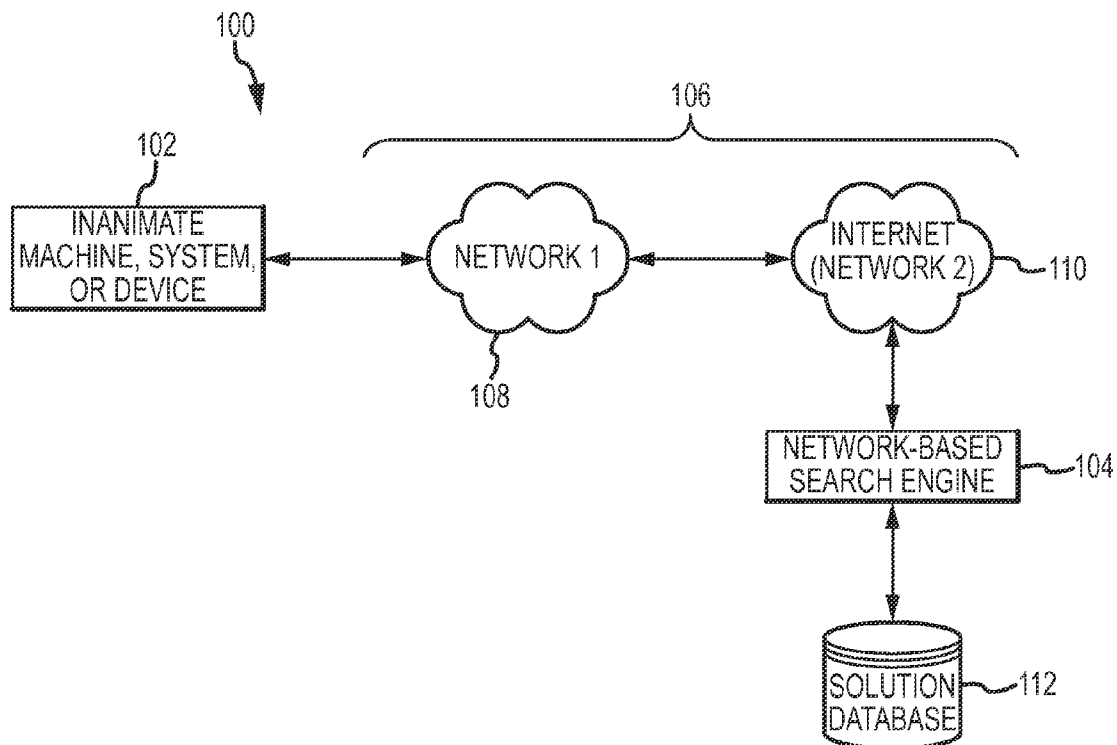 100
106
102
INANIMATE
MACHINE, SYSTEM,
OR DEVICE
NETWORK 1
INTERNET
(NETWORK 2)
110
108
NETWORK-BASED
SEARCH ENGINE
104
SOLUTION
DATABASE
112